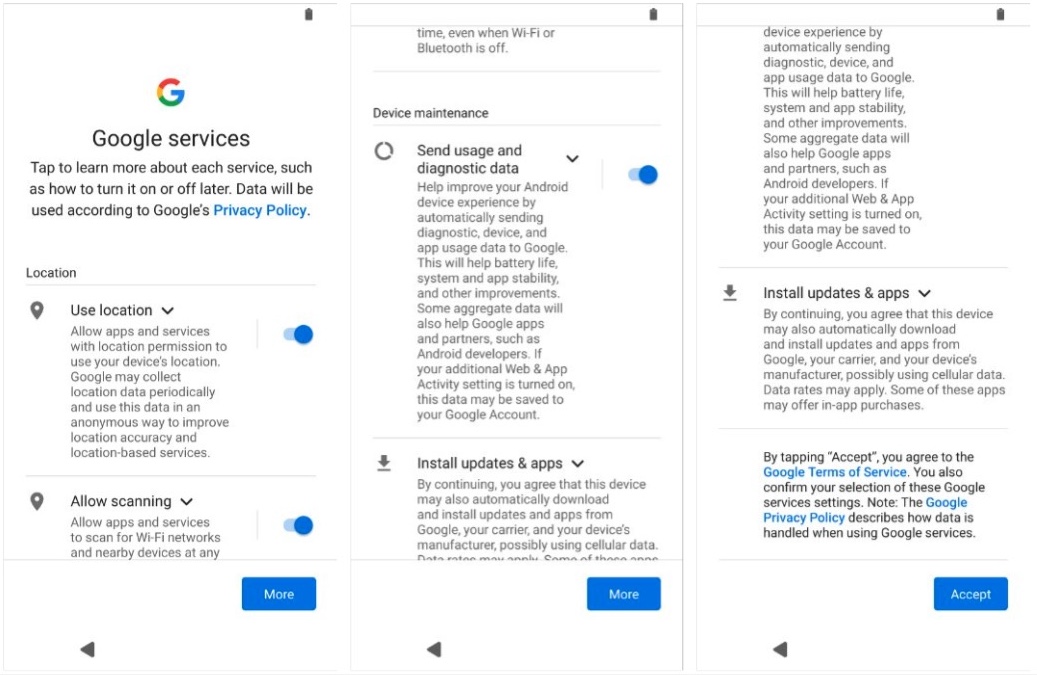 Google services
Tap to learn more about each service, such
as how to turn it on or off later. Data will be
used according to Google's Privacy Policy.
Location
Use location
Allow apps and services
with location permission to
use your device's location.
Google may collect
location data periodically
and use this data in an
anonymous way to improve
location accuracy and
location-based services.
Allow scanning
Allow apps and services
to scan for Wi-Fi networks
and nearby devices at any
More
time, even when Wi-Fi or
Bluetooth is off.
Device maintenance
Send usage and
diagnostic data
Help improve your Android
device experience by
automatically sending
diagnostic, device, and
app usage data to Google.
This will help battery life,
system and app stability,
and other improvements.
Some aggregate data will
also help Google apps
and partners, such as
Android developers. If
your additional Web & App
Activity setting is turned on,
this data may be saved to
your Google Account.
Install updates & apps
By continuing, you agree that this device
may also automatically download
and install updates and apps from
Google, your carrier, and your device's
manufacturer, possibly using cellular data.
Data rates may apply. Some of these apps
More
device experience by
automatically sending
diagnostic, device, and
app usage data to Google.
This will help battery life,
system and app stability,
and other improvements.
Some aggregate data will
also help Google apps
and partners, such as
Android developers. If
your additional Web & App
Activity setting is turned on,
this data may be saved to
your Google Account.
Install updates & apps
By continuing, you agree that this device
may also automatically download
and install updates and apps from
Google, your carrier, and your device's
manufacturer, possibly using cellular data.
Data rates may apply. Some of these apps
may offer in-app purchases.
By tapping "Accept", you agree to the
Google Terms of Service. You also
confirm your selection of these Google
services settings. Note: The Google
Privacy Policy describes how data is
handled when using Google services.
Accept